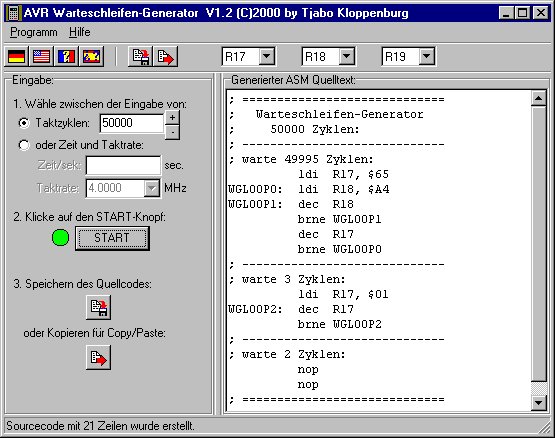 AVR Warteschleifen-Generator V1.2 (C)2000 by Tjabo Kloppenburg
Programm Hilfe
R17 R18 R19
Eingabe:
1. Wähle zwischen der Eingabe von:
Taktzyklen: 50000 + -
oder Zeit und Taktrate:
Zeit/sek: sec.
Taktrate: 4.0000 MHz
2. Klicke auf den START-Knopf:
START
3. Speichern des Quellcodes:
oder Kopieren für Copy/Paste:
Generierter ASM Quelltext:
; =============================
;   Warteschleifen-Generator
;     50000 Zyklen:
; -----------------------------
; warte 49995 Zyklen:
          ldi  R17, $65
WGLOOP0:  ldi  R18, $A4
WGLOOP1:  dec  R18
          brne WGLOOP1
          dec  R17
          brne WGLOOP0
; -----------------------------
; warte 3 Zyklen:
          ldi  R17, $01
WGLOOP2:  dec  R17
          brne WGLOOP2
; -----------------------------
; warte 2 Zyklen:
          nop
          nop
; =============================
Sourcecode mit 21 Zeilen wurde erstellt.